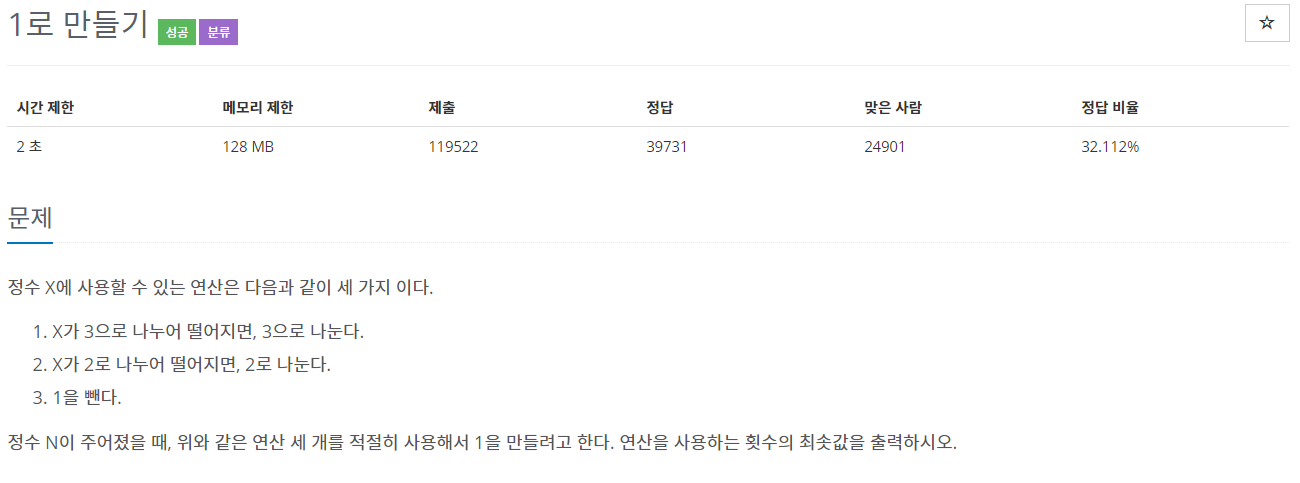 1로 만들기 성공 분류
☆
시간 제한 메모리 제한 제출 정답 맞은 사람 정답 비율
2 초 128 MB 119522 39731 24901 32.112%
문제
정수 X에 사용할 수 있는 연산은 다음과 같이 세 가지 이다.
1. X가 3으로 나누어 떨어지면, 3으로 나눈다.
2. X가 2로 나누어 떨어지면, 2로 나눈다.
3. 1을 뺀다.
정수 N이 주어졌을 때, 위와 같은 연산 세 개를 적절히 사용해서 1을 만들려고 한다. 연산을 사용하는 횟수의 최솟값을 출력하시오.